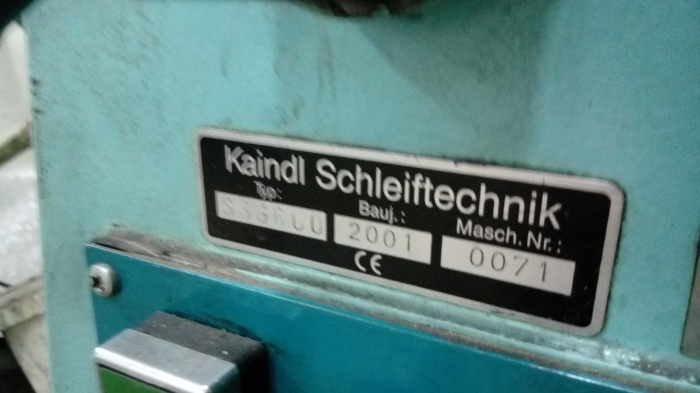 Kaindl Schleiftechnik
Typ: Bauj.: Masch.Nr.:
2001 0071
CE